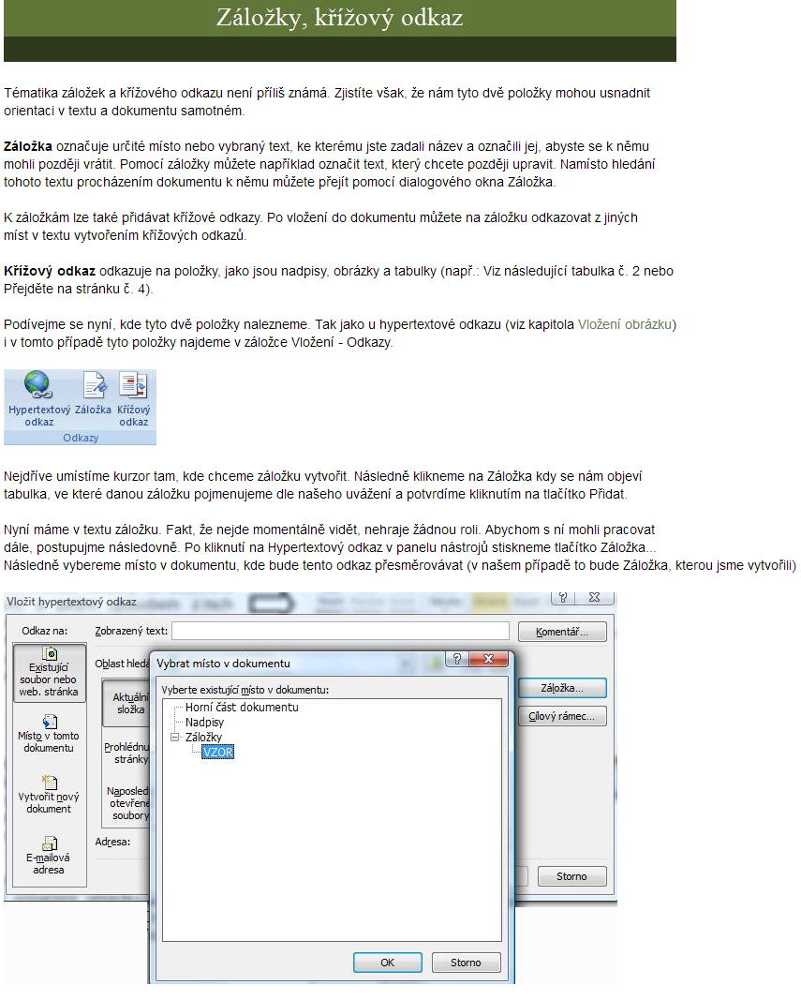 Záložky, křížový odkaz
Tématika záložek a křížového odkazu není příliš známá. Zjistíte však, že nám tyto dvě položky mohou usnadnit
orientaci v textu a dokumentu samotném.
Záložka označuje určité místo nebo vybraný text, ke kterému jste zadali název a označili jej, abyste se k němu
mohli později vrátit. Pomocí záložky můžete například označit text, který chcete později upravit. Namísto hledání
tohoto textu procházením dokumentu k němu můžete přejít pomocí dialogového okna Záložka.
K záložkám lze také přidávat křížové odkazy. Po vložení do dokumentu můžete na záložku odkazovat z jiných
míst v textu vytvořením křížových odkazů.
Křížový odkaz odkazuje na položky, jako jsou nadpisy, obrázky a tabulky (např.: Viz následující tabulka č. 2 nebo
Přejděte na stránku č. 4).
Podívejme se nyní, kde tyto dvě položky nalezneme. Tak jako u hypertextové odkazu (viz kapitola Vložení obrázku)
i v tomto případě tyto položky najdeme v záložce Vložení - Odkazy.
Hypertextový odkaz
Záložka
Křížový odkaz
Odkazy
Nejdříve umístíme kurzor tam, kde chceme záložku vytvořit. Následně klikneme na Záložka kdy se nám objeví
tabulka, ve které danou záložku pojmenujeme dle našeho uvážení a potvrdíme kliknutím na tlačítko Přidat.
Nyní máme v textu záložku. Fakt, že nejde momentálně vidět, nehraje žádnou roli. Abychom s ní mohli pracovat
dále, postupujme následovně. Po kliknutí na Hypertextový odkaz v panelu nástrojů stiskneme tlačítko Záložka...
Následně vybereme místo v dokumentu, kde bude tento odkaz přesměrovávat (v našem případě to bude Záložka, kterou jsme vytvořili)
Vložit hypertextový odkaz
Odkaz na:
Zobrazený text:
Komentář...
Existující
soubor nebo
web. stránka
Místo v tomto
dokumentu
Vytvořit nový
dokument
E-mailová
adresa
Oblast hledá
Aktuální
složka
Prohlédnu
stránky
Naposled
otevřené
soubory
Adresa:
Záložka...
Cílový rámec...
Storno
Vybrat místo v dokumentu
Vyberte existující místo v dokumentu:
Horní část dokumentu
Nadpisy
Záložky
VZOR
OK
Storno